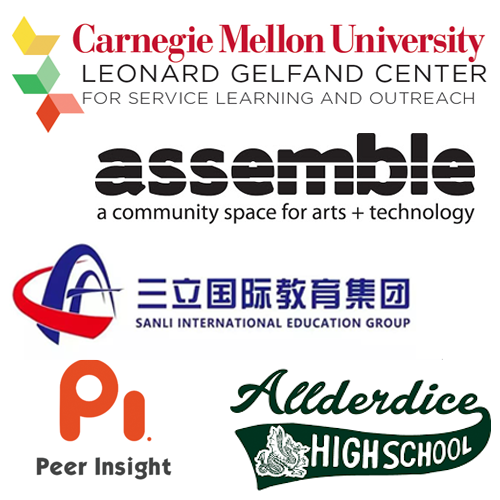 Carnegie Mellon University
LEONARD GELFAND CENTER
FOR SERVICE LEARNING AND OUTREACH
assemble
a community space for arts + technology
三立国际教育集团
SANLI INTERNATIONAL EDUCATION GROUP
PI.
Peer Insight
Allderdice
HIGH SCHOOL